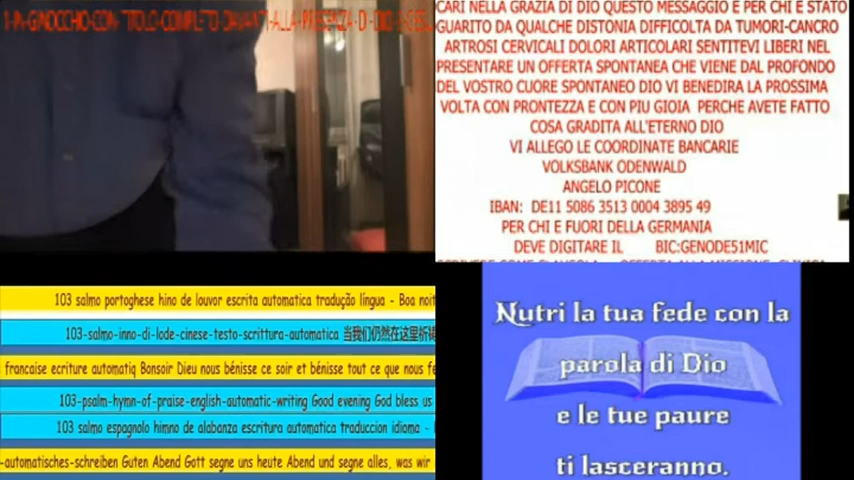 CARI NELLA GRAZIA DI DIO QUESTO MESSAGGIO E PER CHI E STATO
GUARITO DA QUALCHE DISTONIA DIFFICOLTA DA TUMORI-CANCRO
ARTROSI CERVICALI DOLORI ARTICOLARI SENTITEVI LIBERI NEL
PRESENTARE UN OFFERTA SPONTANEA CHE VIENE DAL PROFONDO
DEL VOSTRO CUORE SPONTANEO DIO VI BENEDIRA LA PROSSIMA
VOLTA CON PRONTEZZA E CON PIU GIOIA PERCHE AVETE FATTO
COSA GRADITA ALL'ETERNO DIO
VI ALLEGO LE COORDINATE BANCARIE
VOLKSBANK ODENWALD
ANGELO PICONE
IBAN: DE11 5086 3513 0004 3895 49
PER CHI E FUORI DELLA GERMANIA
DEVE DIGITARE IL BIC:GENODE51MIC
IN-GINOCCHIO-CON-TITOLO-COMPLETO-DAVANTI-ALLA-PRESENZA-DI-DIO
103 salmo portoghese hino de louvor escrita automatica tradução língua - Boa noit
103-salmo-inno-di-lode-cinese-testo-scrittura-automatica 当我们仍然在这里祈祷
francaise ecriture automatiq Bonsoir Dieu nous bénisse ce soir et bénisse tout ce que nous fe
103-psalm-hymn-of-praise-english-automatic-writing Good evening God bless us
103 salmo espagnolo himno de alabanza escritura automatica traduccion idioma -
-automatisches-schreiben Guten Abend Gott segne uns heute Abend und segne alles, was wir
Nutri la tua fede con la
parola di Dio
e le tue paure
ti lasceranno.